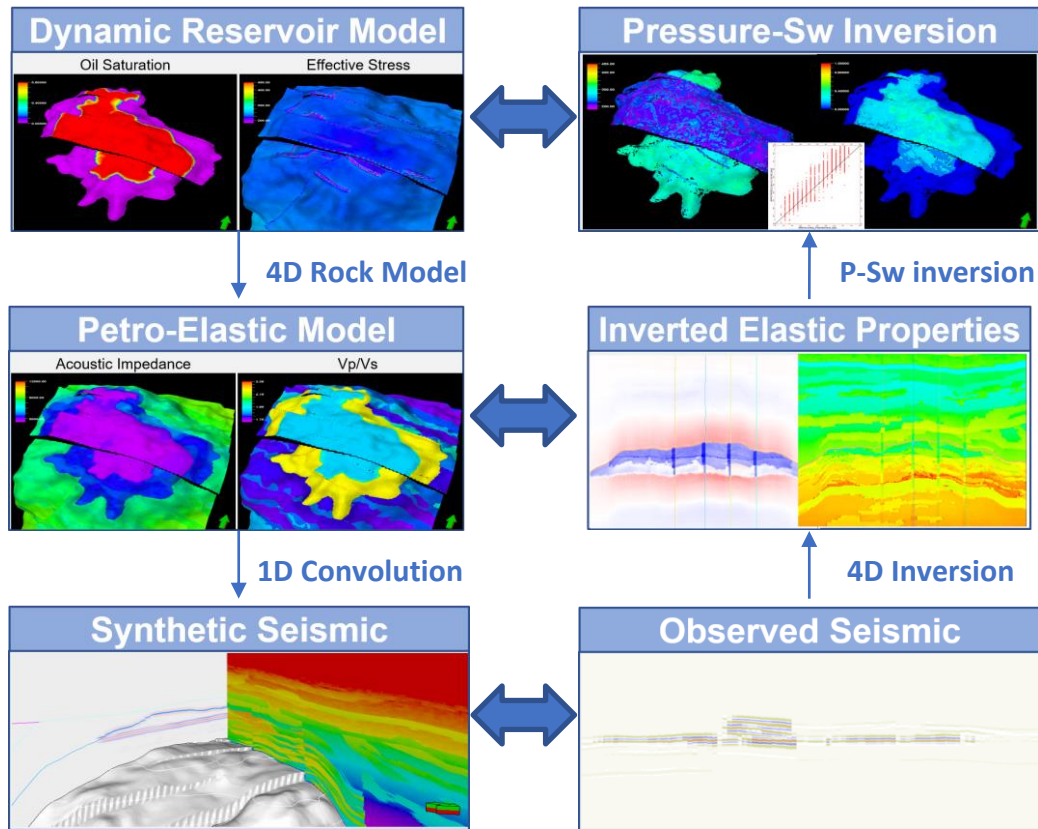 Dynamic Reservoir Model
Oil Saturation
Effective Stress
Pressure-Sw Inversion
4D Rock Model
P-Sw inversion
Petro-Elastic Model
Acoustic Impedance
Vp/Vs
Inverted Elastic Properties
1D Convolution
4D Inversion
Synthetic Seismic
Observed Seismic